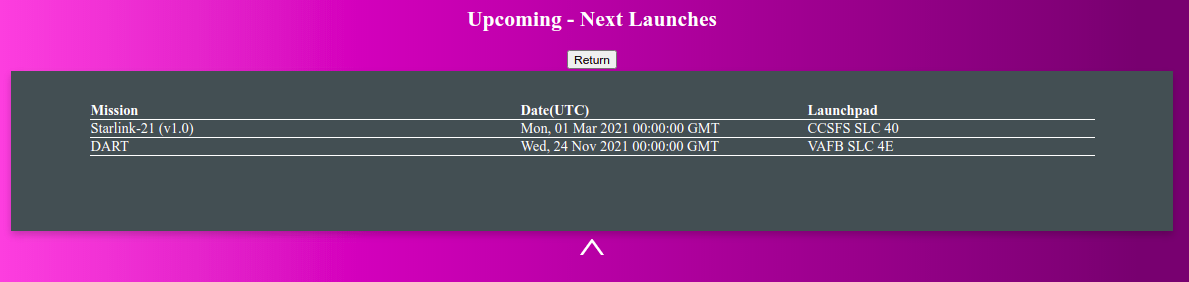 Upcoming - Next Launches
Return
Mission Date(UTC) Launchpad
Starlink-21 (v1.0) Mon, 01 Mar 2021 00:00:00 GMT CCSFS SLC 40
DART Wed, 24 Nov 2021 00:00:00 GMT VAFB SLC 4E